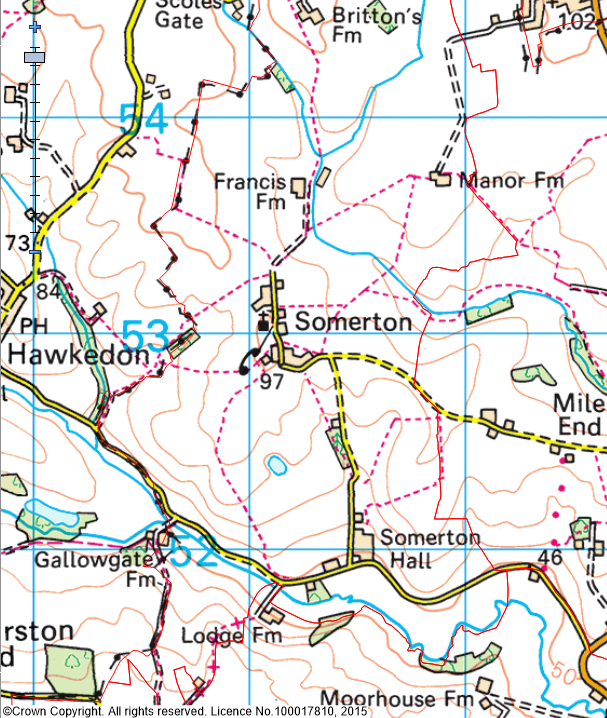 Scotes
Gate
Britton's
Fm
102
54
Francis
Fm
Manor Fm
73
84
PH
53
Somerton
Hawkedon
97
Mile
End
52
Somerton
Hall
Gallowgate
Fm
46
rston
d
Lodge Fm
50
Moorhouse Fm
©Crown Copyright. All rights reserved. Licence No.100017810, 2015